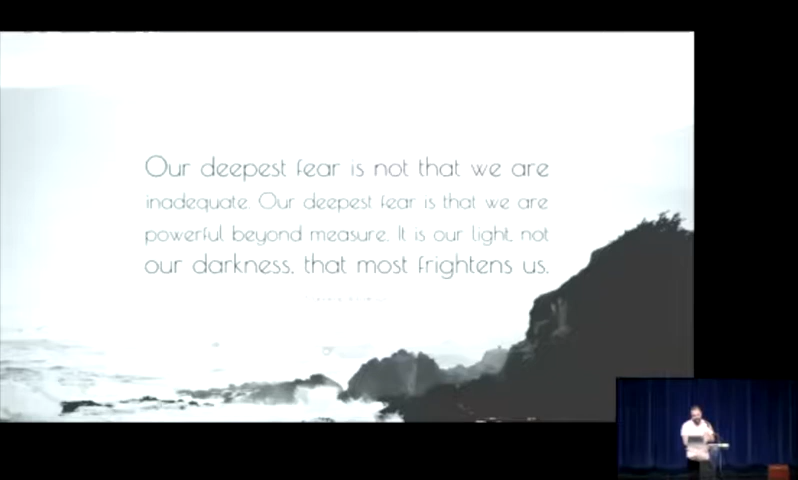 Our deepest fear is not that we are
inadequate. Our deepest fear is that we are
powerful beyond measure. It is our light, not
our darkness, that most frightens us.